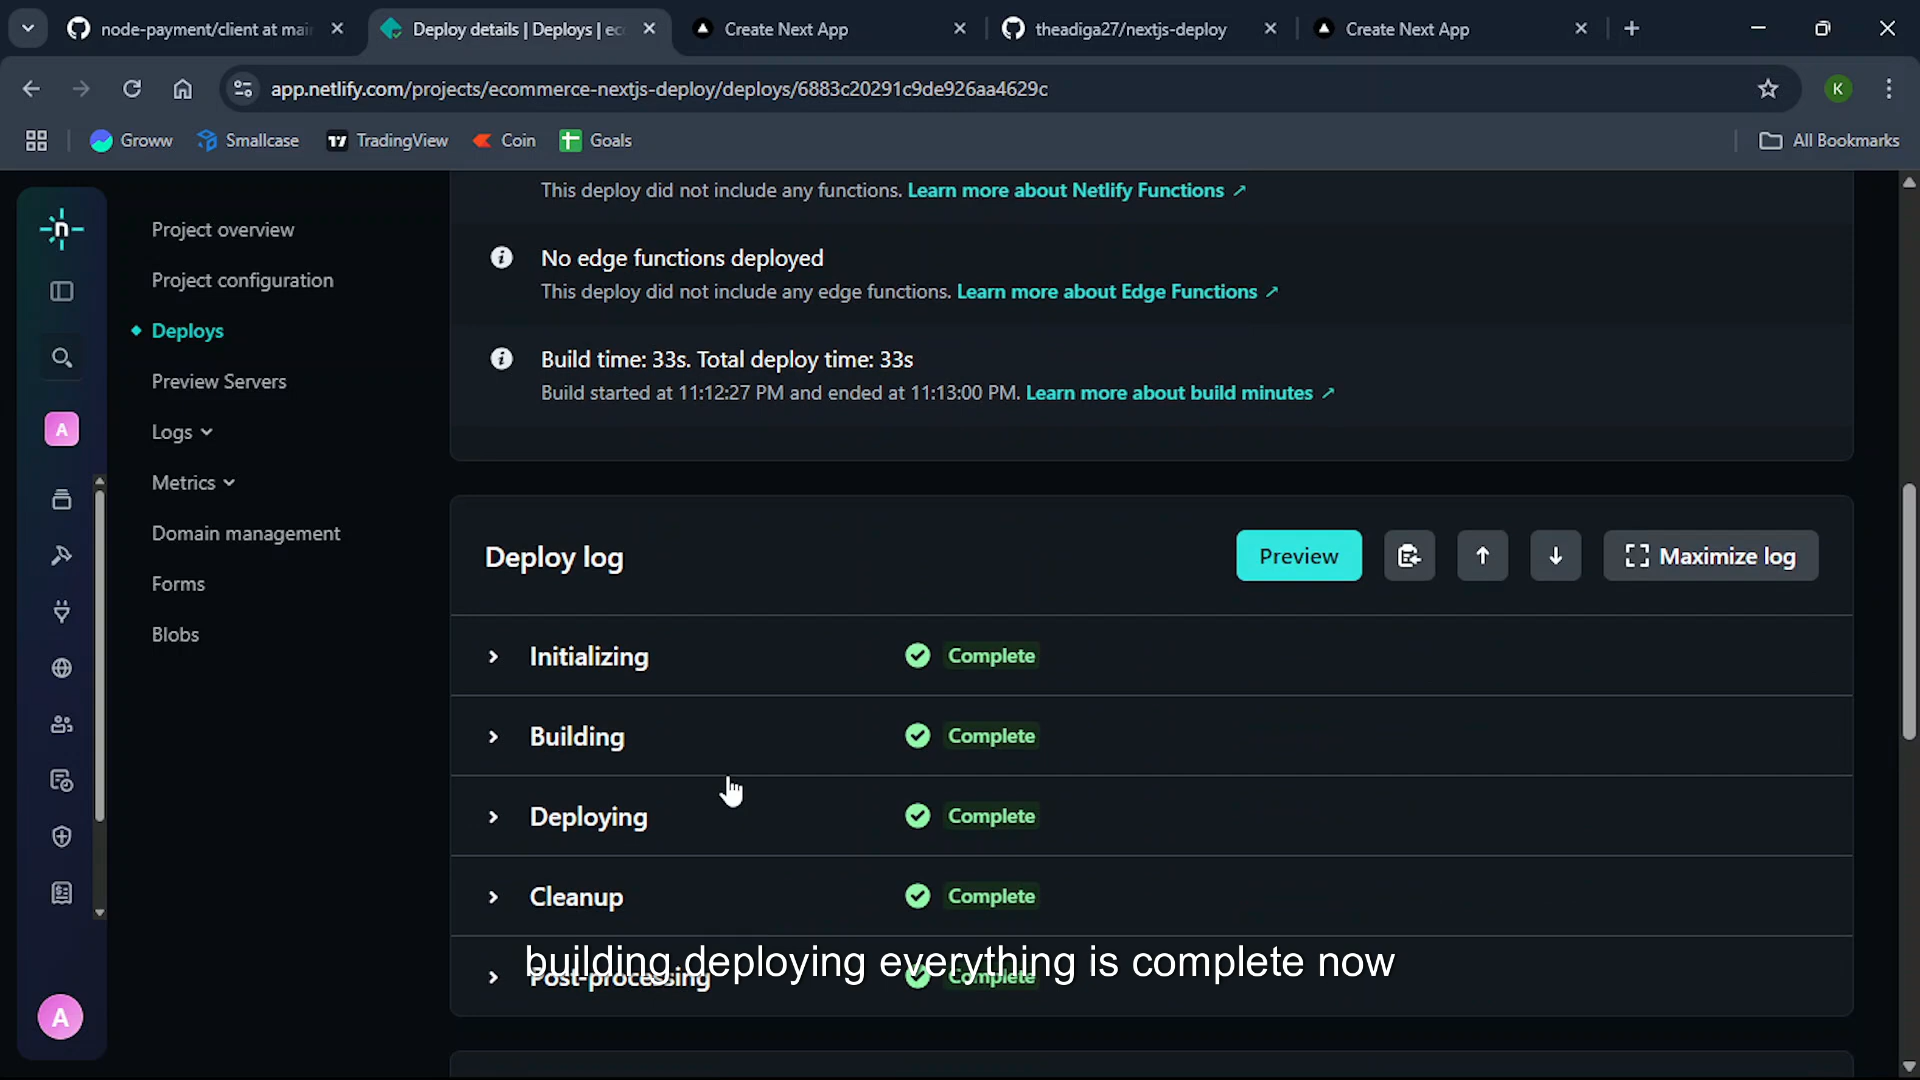 node-payment/client at mai
Deploy details | Deploys | ec
Create Next App
theadiga27/nextjs-deploy
Create Next App
app.netlify.com/projects/ecommerce-nextjs-deploy/deploys/6883c20291c9de926aa4629c
K
Groww
Smallcase
TradingView
Coin
Goals
All Bookmarks
n
A
A
Project overview
Project configuration
Deploys
Preview Servers
Logs
Metrics
Domain management
Forms
Blobs
This deploy did not include any functions. Learn more about Netlify Functions ↗
No edge functions deployed
This deploy did not include any edge functions. Learn more about Edge Functions ↗
Build time: 33s. Total deploy time: 33s
Build started at 11:12:27 PM and ended at 11:13:00 PM. Learn more about build minutes ↗
Deploy log
Preview
Maximize log
Initializing Complete
Building Complete
Deploying Complete
Cleanup Complete
Post-processing Complete
building deploying everything is complete now